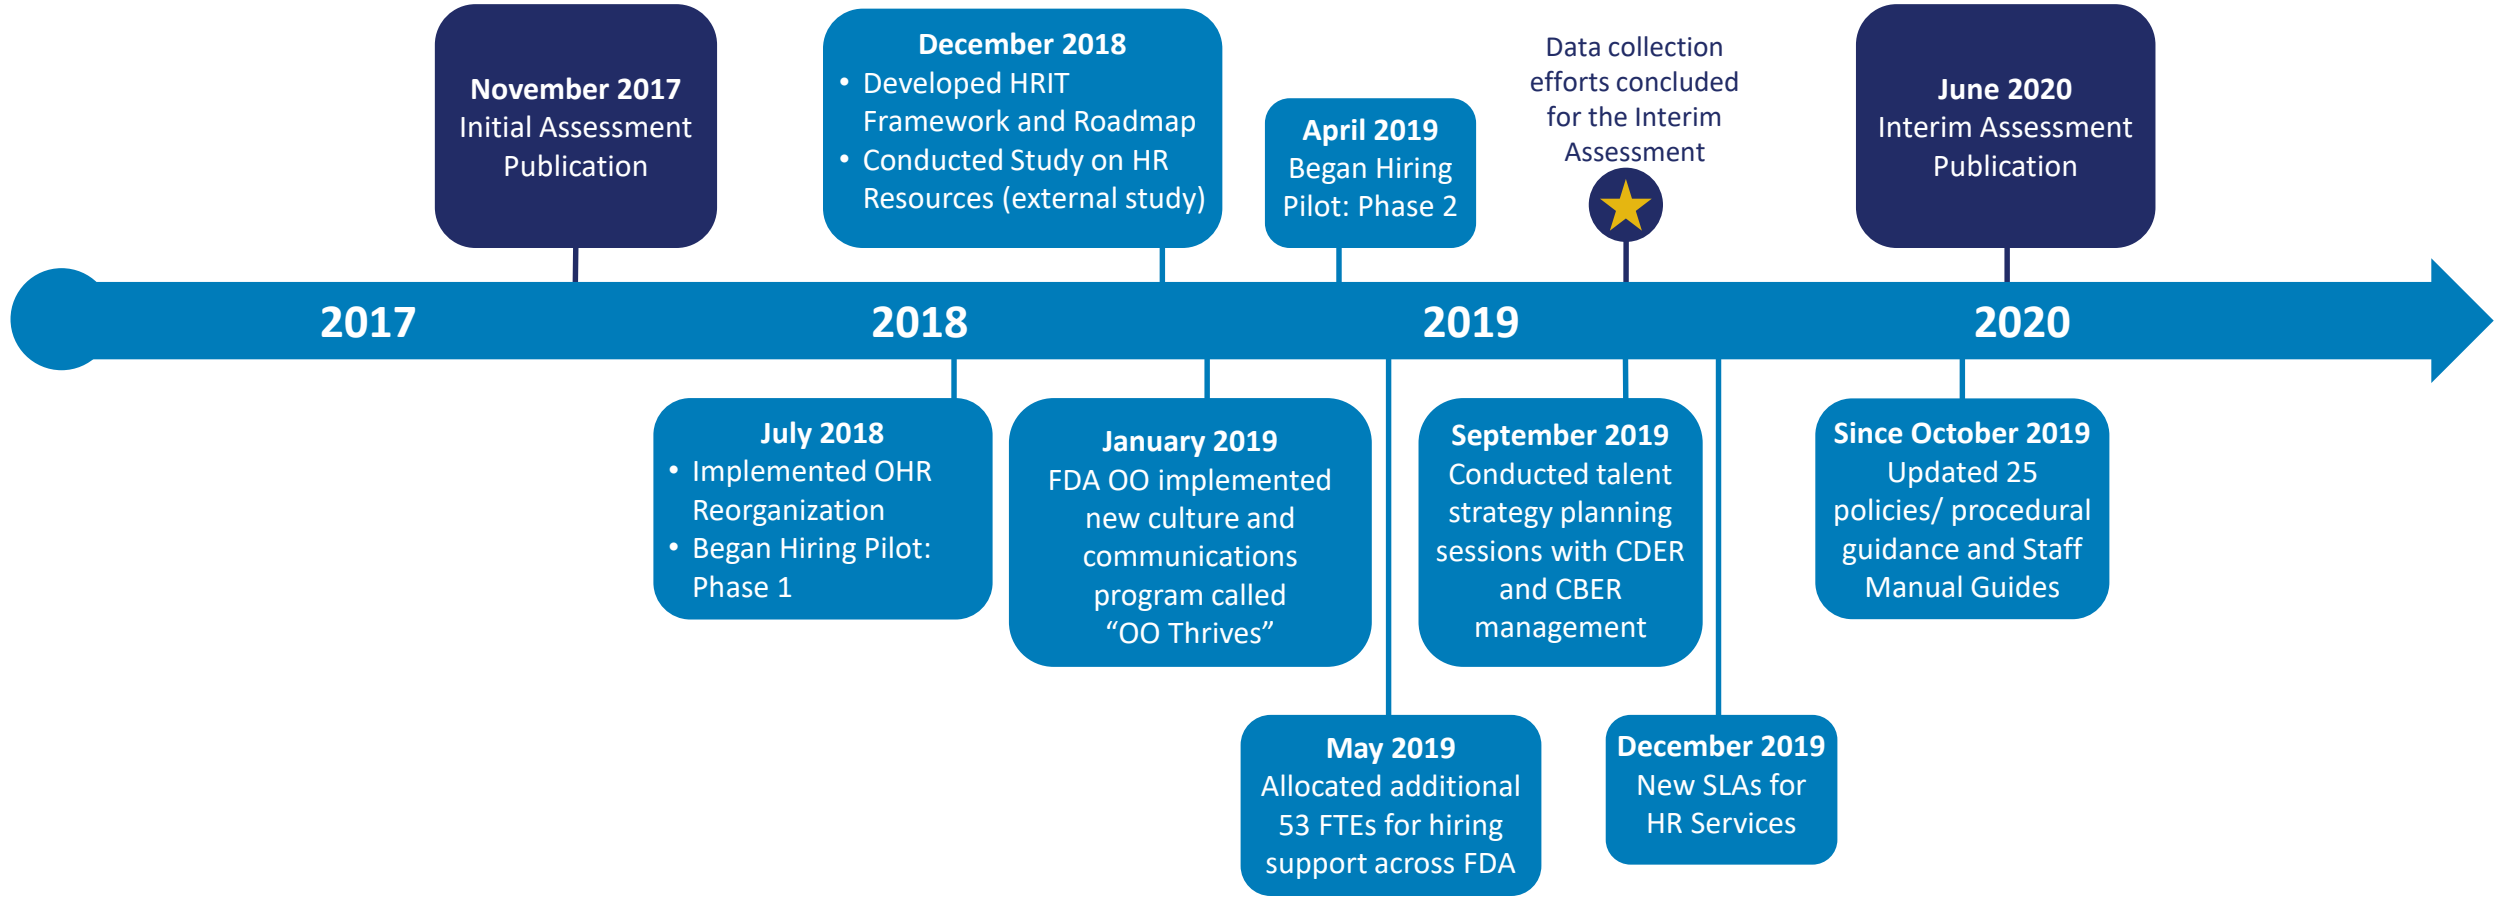 November 2017
Initial Assessment
Publication
December 2018
• Developed HRIT
Framework and Roadmap
• Conducted Study on HR
Resources (external study)
April 2019
Began Hiring
Pilot: Phase 2
Data collection
efforts concluded
for the Interim
Assessment
June 2020
Interim Assessment
Publication
2017
2018
2019
2020
July 2018
• Implemented OHR
Reorganization
• Began Hiring Pilot:
Phase 1
January 2019
FDA OO implemented
new culture and
communications
program called
“OO Thrives”
September 2019
Conducted talent
strategy planning
sessions with CDER
and CBER
management
Since October 2019
Updated 25
policies/ procedural
guidance and Staff
Manual Guides
May 2019
Allocated additional
53 FTEs for hiring
support across FDA
December 2019
New SLAs for
HR Services